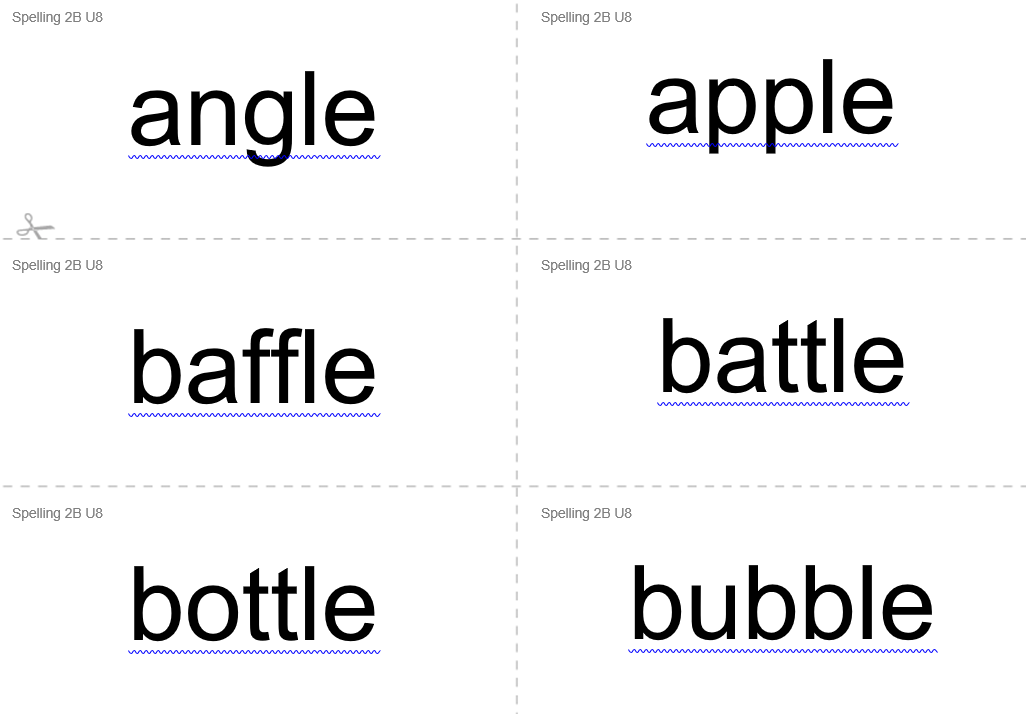 Spelling 2B U8
angle
Spelling 2B U8
apple
Spelling 2B U8
baffle
Spelling 2B U8
battle
Spelling 2B U8
bottle
Spelling 2B U8
bubble